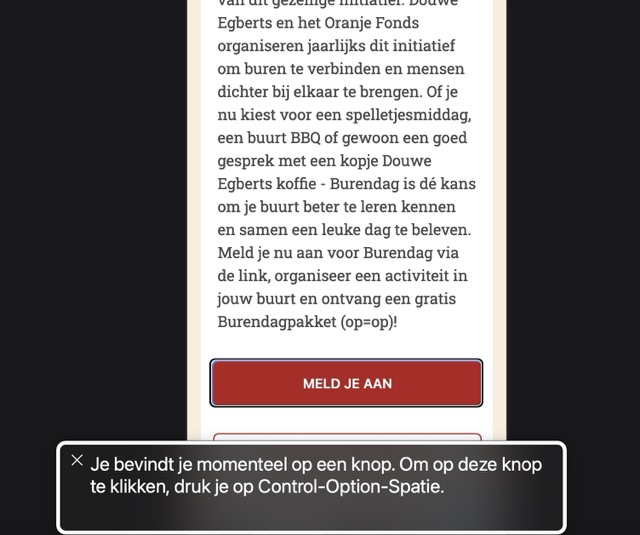 van dit gezellige initiatief. Douwe
Egberts en het Oranje Fonds
organiseren jaarlijks dit initiatief
om buren te verbinden en mensen
dichter bij elkaar te brengen. Of je
nu kiest voor een spelletjesmiddag,
een buurt BBQ of gewoon een goed
gesprek met een kopje Douwe
Egberts koffie - Burendag is dé kans
om je buurt beter te leren kennen
en samen een leuke dag te beleven.
Meld je nu aan voor Burendag via
de link, organiseer een activiteit in
jouw buurt en ontvang een gratis
Burendagpakket (op=op)!
MELD JE AAN
Je bevindt je momenteel op een knop. Om op deze knop
te klikken, druk je op Control-Option-Spatie.